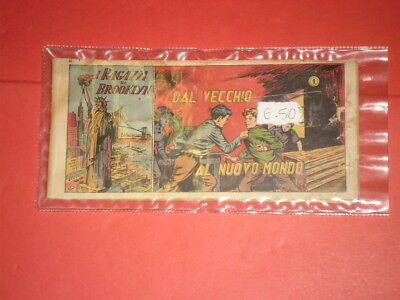 I RAGAZZI
DI
BROOKLYN
DAL VECCHIO
AL NUOVO MONDO
1
€.50